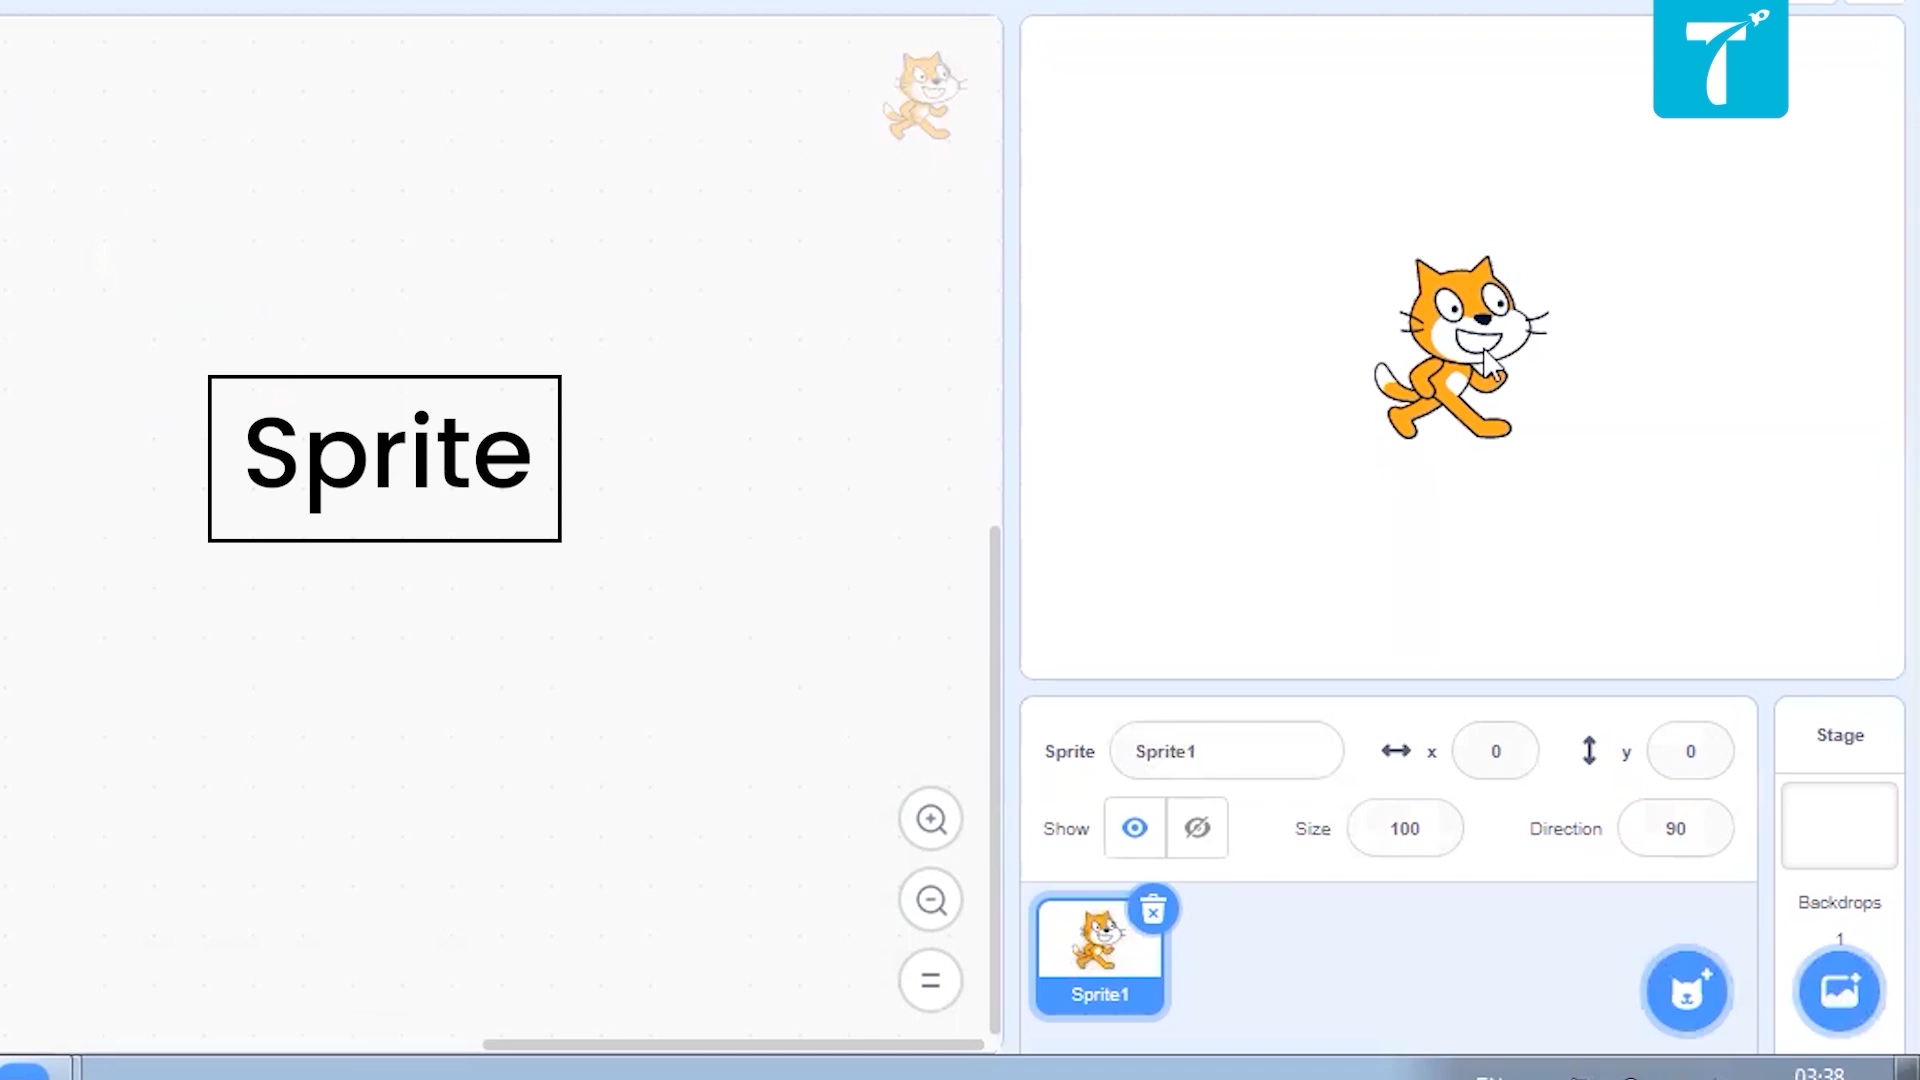 Sprite
Sprite Sprite1 x 0 y 0
Show Size 100 Direction 90
Sprite1
Stage
Backdrops
1
03:38